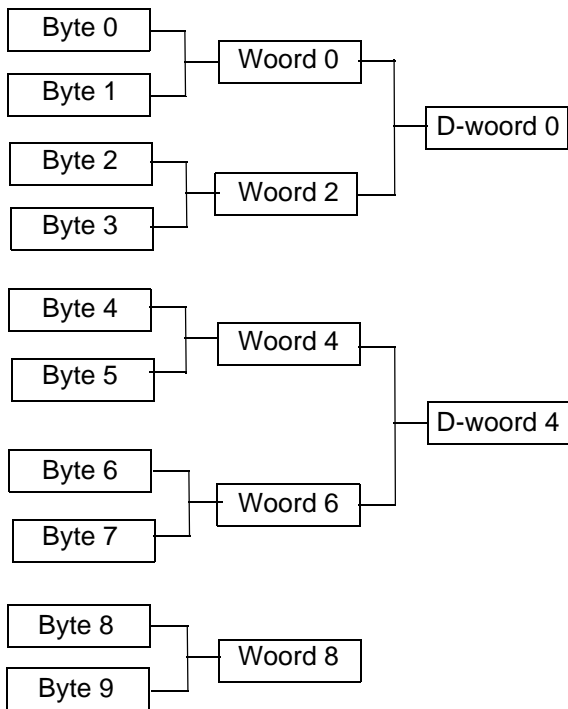 Byte 0
Byte 1
Woord 0
Byte 2
Byte 3
Woord 2
D-woord 0
Byte 4
Byte 5
Woord 4
Byte 6
Byte 7
Woord 6
D-woord 4
Byte 8
Byte 9
Woord 8